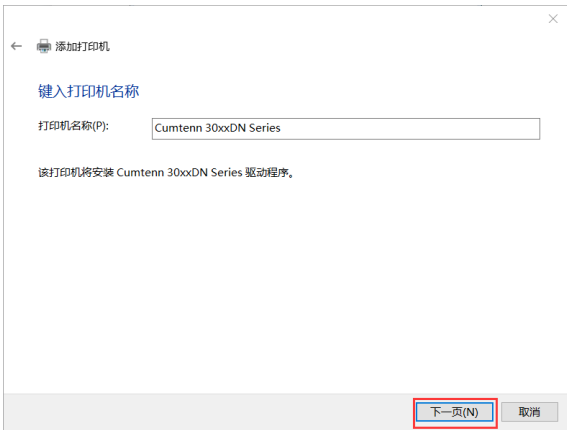 添加打印机
键入打印机名称
打印机名称(P): Cumtenn 30xxDN Series
该打印机将安装 Cumtenn 30xxDN Series 驱动程序。
下一页(N) 取消